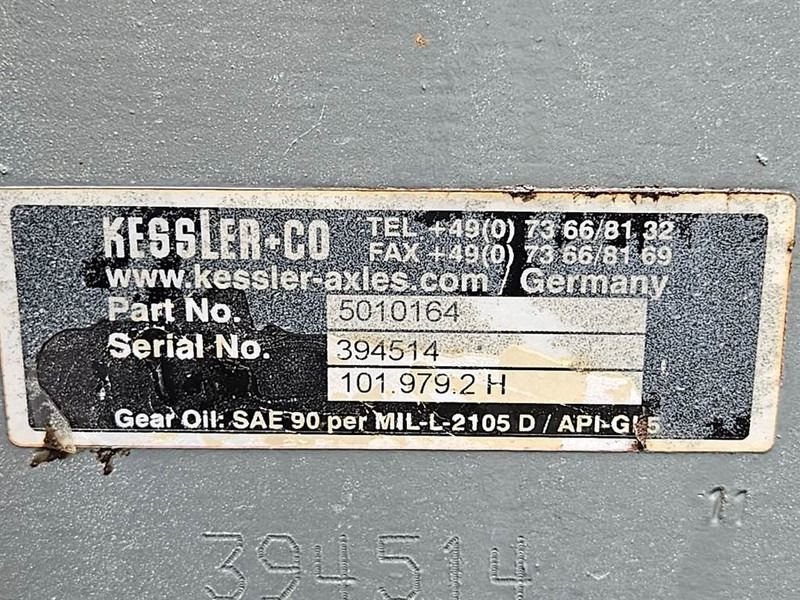 KESSLER+CO
TEL +49(0) 73 66/81 32
FAX +49(0) 73 66/81 69
www.kessler-axles.com / Germany
Part No. 5010164
Serial No. 394514
101.979.2 H
Gear Oil: SAE 90 per MIL-L-2105 D / API-GL5
11
394514